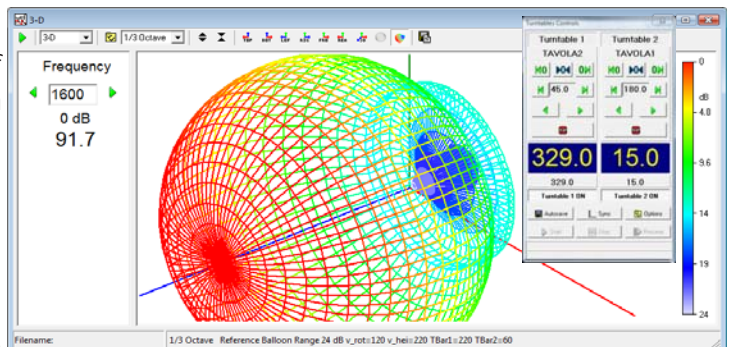 3-D
3-D
1/3 Octave
Frequency
1600
0 dB
91.7
Turntables Controls
Turntable 1
Turntable 2
TAVOLA2
TAVOLA1
45.0
180.0
329.0
15.0
329.0
15.0
Turntable 1 ON
Turntable 2 ON
Autosave
Sync
Options
Start
Resume
0
dB
4.8
9.6
14
19
24
Filename:
1/3 Octave Reference Balloon Range 24 dB v_rot=120 v_hei=220 TBar1=220 TBar2=60